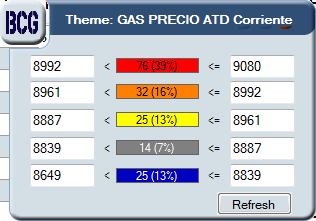 BCG
Theme: GAS PRECIO ATD Corriente
8992 < 76 (39%) <= 9080
8961 < 32 (16%) <= 8992
8887 < 25 (13%) <= 8961
8839 < 14 (7%) <= 8887
8649 < 25 (13%) <= 8839
Refresh